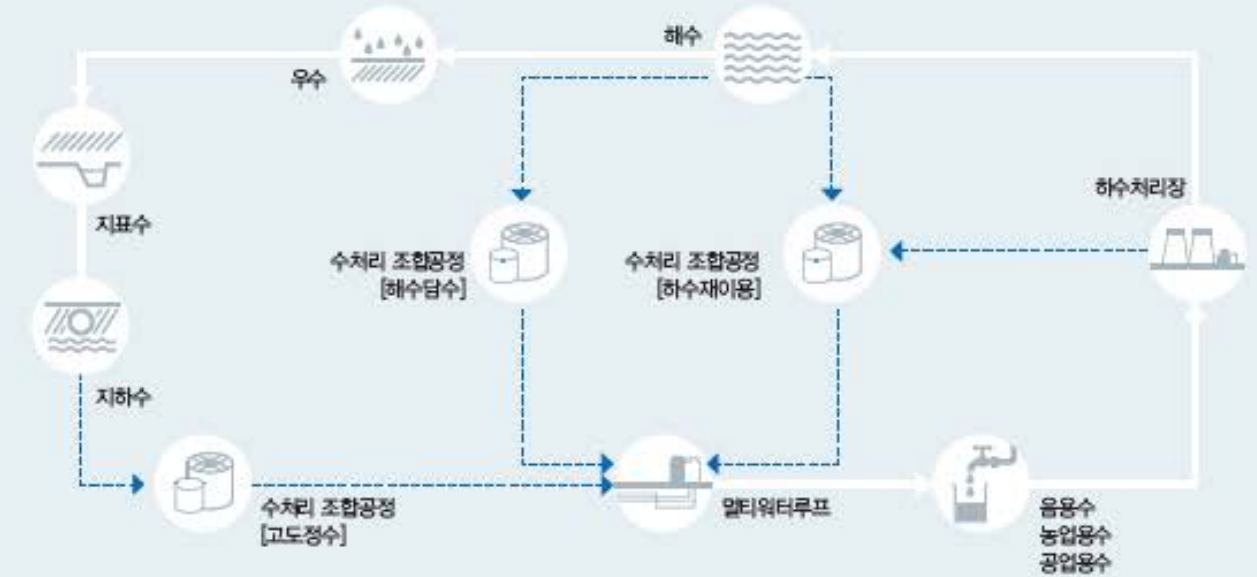 해수
우수
하수처리장
지표수
수처리 조합공정
[해수담수]
수처리 조합공정
[하수재이용]
지하수
수처리 조합공정
[고도정수]
멀티워터루프
음용수
농업용수
공업용수